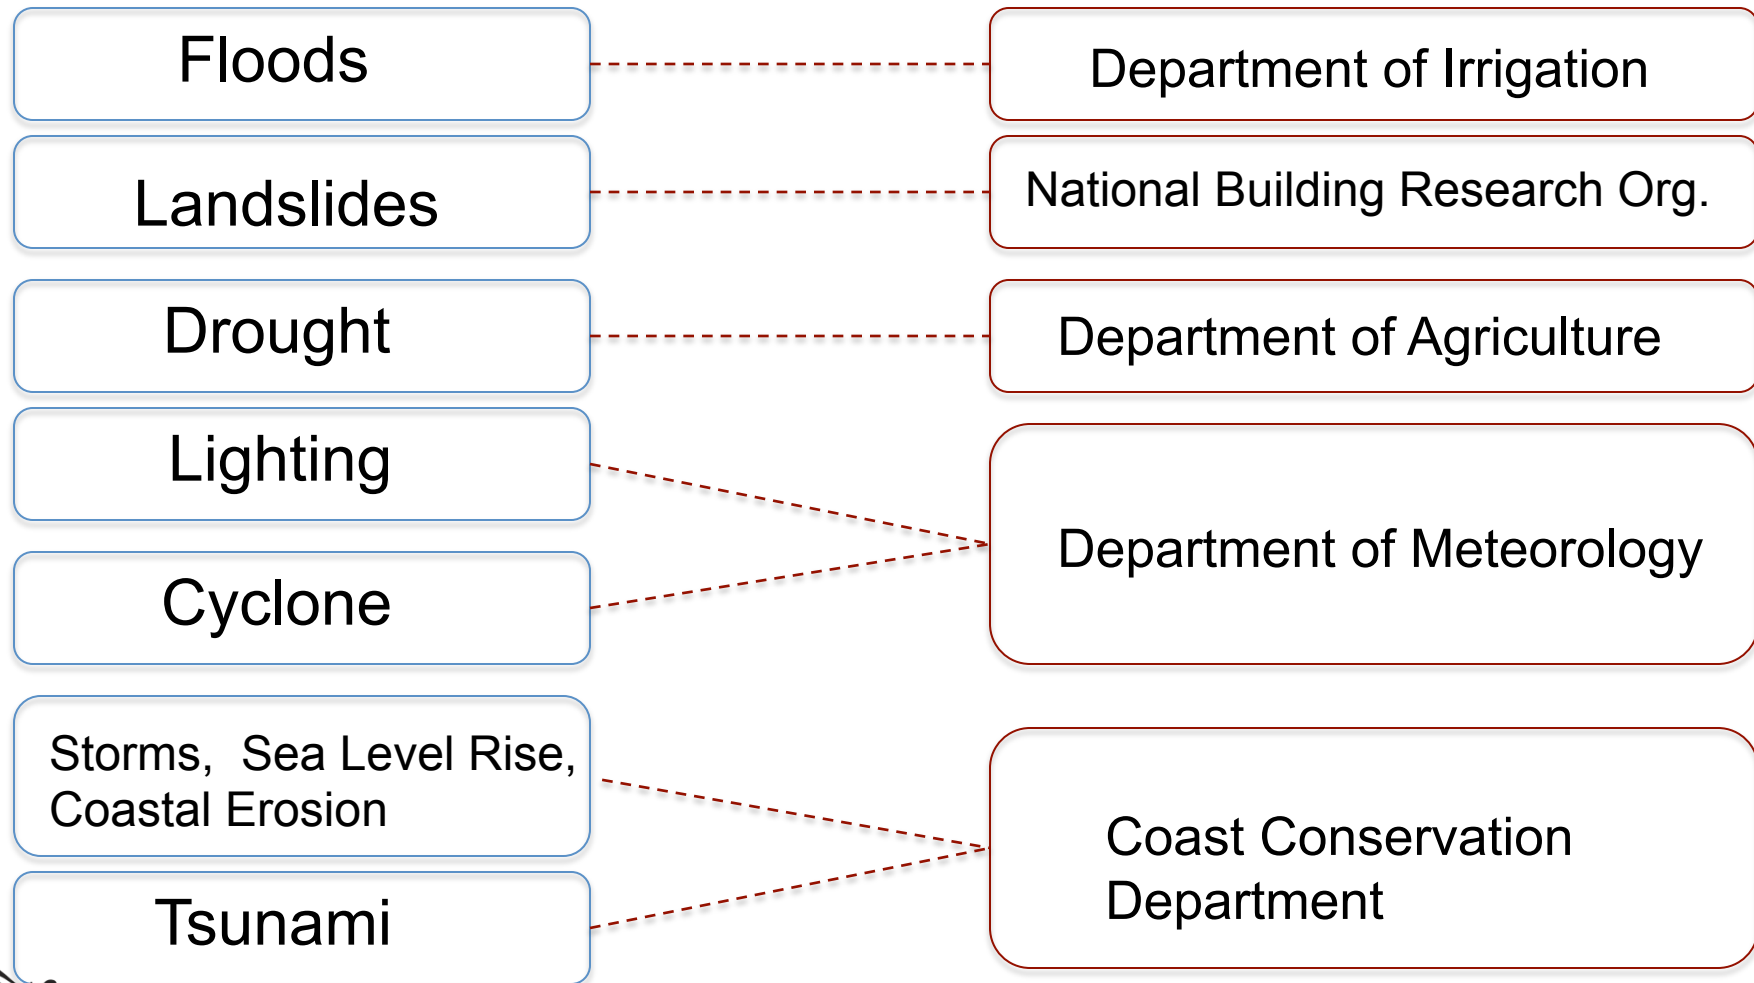 Floods
Department of Irrigation
Landslides
National Building Research Org.
Drought
Department of Agriculture
Lighting
Department of Meteorology
Cyclone
Storms,  Sea Level Rise,
Coastal Erosion
Coast Conservation
Department
Tsunami